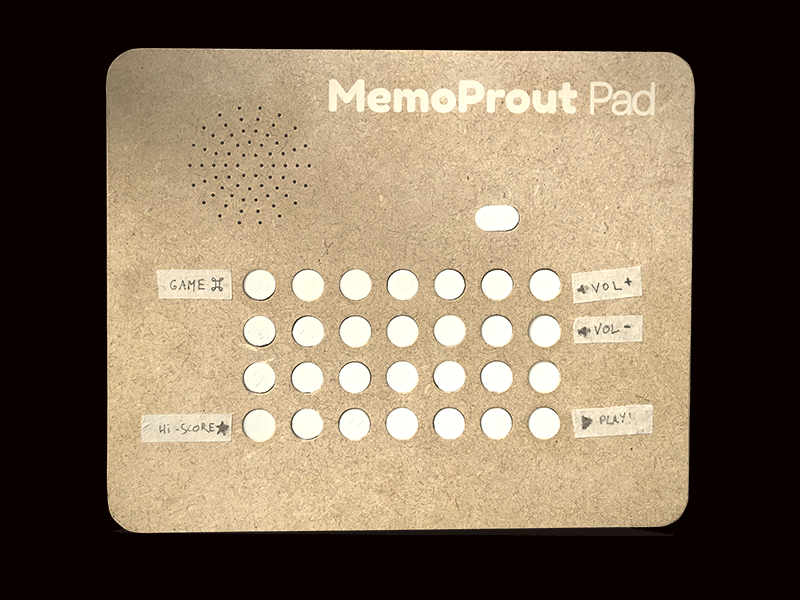 MemoProut Pad
GAME ⌘
VOL+
VOL-
Hi-SCORE★
▶ PLAY!